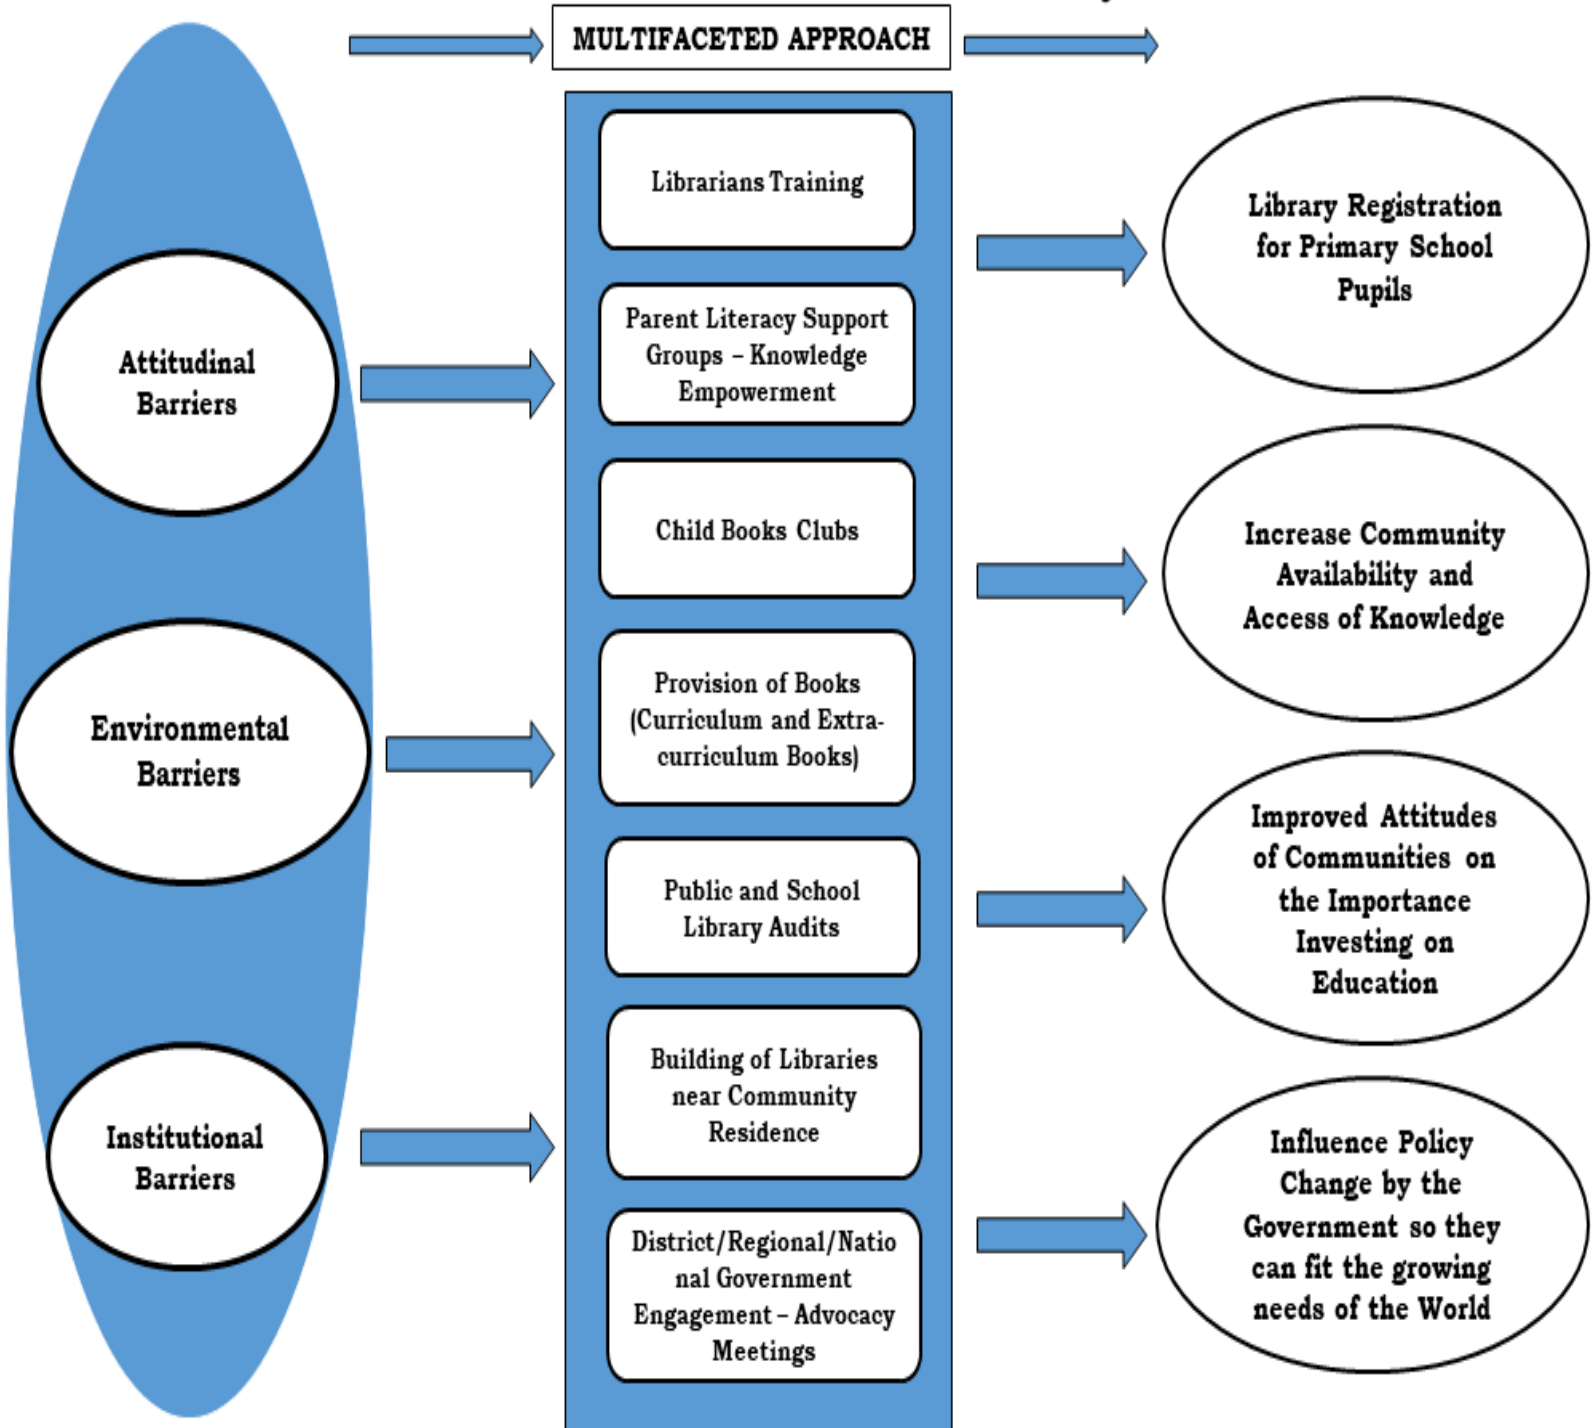 MULTIFACETED APPROACH
Attitudinal
Barriers
Environmental
Barriers
Institutional
Barriers
Librarians Training
Parent Literacy Support
Groups – Knowledge
Empowerment
Child Books Clubs
Provision of Books
(Curriculum and Extra-
curriculum Books)
Public and School
Library Audits
Building of Libraries
near Community
Residence
District/Regional/Natio
nal Government
Engagement – Advocacy
Meetings
Library Registration
for Primary School
Pupils
Increase Community
Availability and
Access of Knowledge
Improved Attitudes
of Communities on
the Importance
Investing on
Education
Influence Policy
Change by the
Government so they
can fit the growing
needs of the World